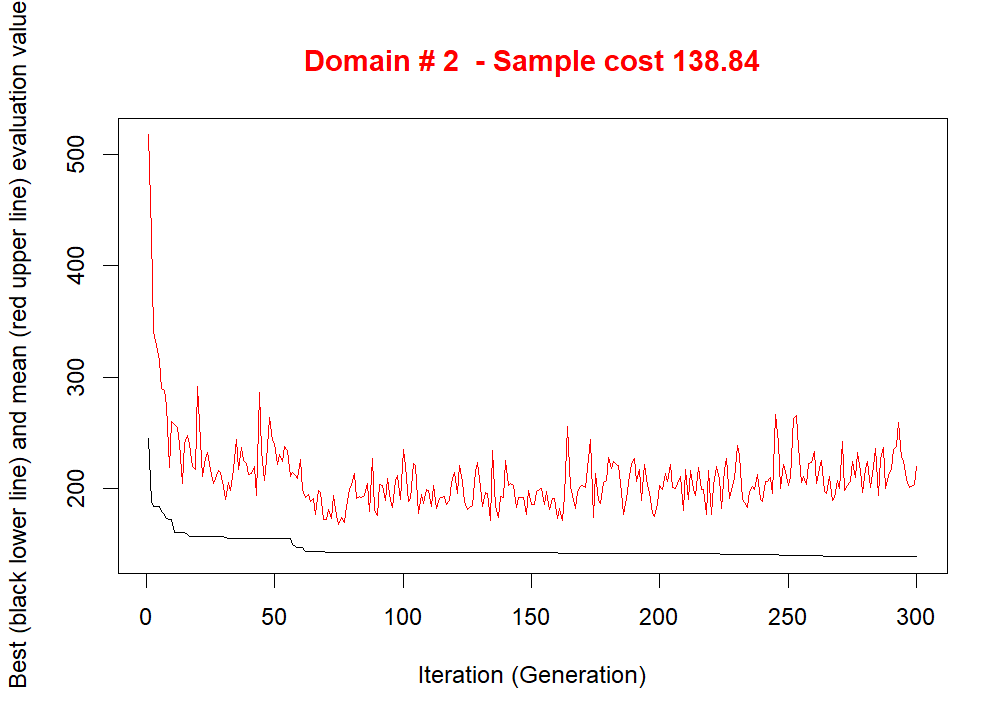 Domain # 2  - Sample cost 138.84
Best (black lower line) and mean (red upper line) evaluation value
500
400
300
200
0 50 100 150 200 250 300
Iteration (Generation)